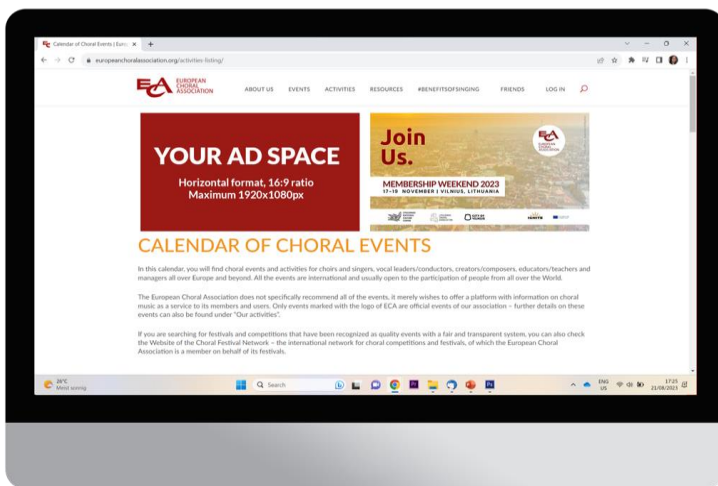 Calendar of Choral Events | Euro
europeanchoralassociation.org/activities-listing/
ECA EUROPEAN
CHORAL
ASSOCIATION
ABOUT US EVENTS ACTIVITIES RESOURCES #BENEFITSOFSINGING FRIENDS LOG IN
YOUR AD SPACE
Horizontal format, 16:9 ratio
Maximum 1920x1080px
Join
Us.
ECA
MEMBERSHIP WEEKEND 2023
17-19 NOVEMBER | VILNIUS, LITHUANIA
CALENDAR OF CHORAL EVENTS
In this calendar, you will find choral events and activities for choirs and singers, vocal leaders/conductors, creators/composers, educators/teachers and
managers all over Europe and beyond. All the events are international and usually open to the participation of people from all over the World.
The European Choral Association does not specifically recommend all of the events, it merely wishes to offer a platform with information on choral
music as a service to its members and users. Only events marked with the logo of ECA are official events of our association – further details on these
events can also be found under "Our activities".
If you are searching for festivals and competitions that have been recognized as quality events with a fair and transparent system, you can also check
the Website of the Choral Festival Network – the international network for choral competitions and festivals, of which the European Choral
Association is a member on behalf of its festivals.
26°C
Meist sonnig
Search
ENG
US
17:25
21/08/2023